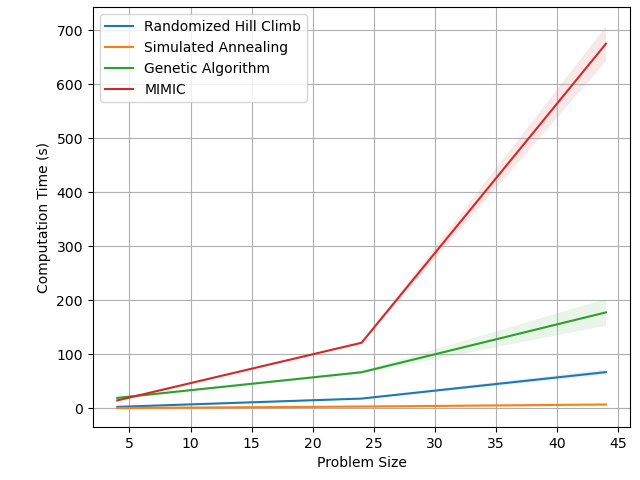 Randomized Hill Climb
Simulated Annealing
Genetic Algorithm
MIMIC
Computation Time (s)
700
600
500
400
300
200
100
0
5 10 15 20 25 30 35 40 45
Problem Size